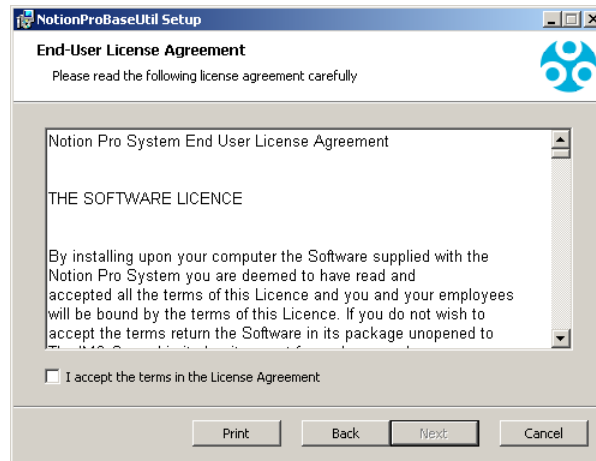 NotionProBaseUtil Setup
End-User License Agreement
Please read the following license agreement carefully
Notion Pro System End User License Agreement
THE SOFTWARE LICENCE
By installing upon your computer the Software supplied with the
Notion Pro System you are deemed to have read and
accepted all the terms of this Licence and you and your employees
will be bound by the terms of this Licence. If you do not wish to
accept the terms return the Software in its package unopened to
I accept the terms in the License Agreement
Print
Back
Next
Cancel